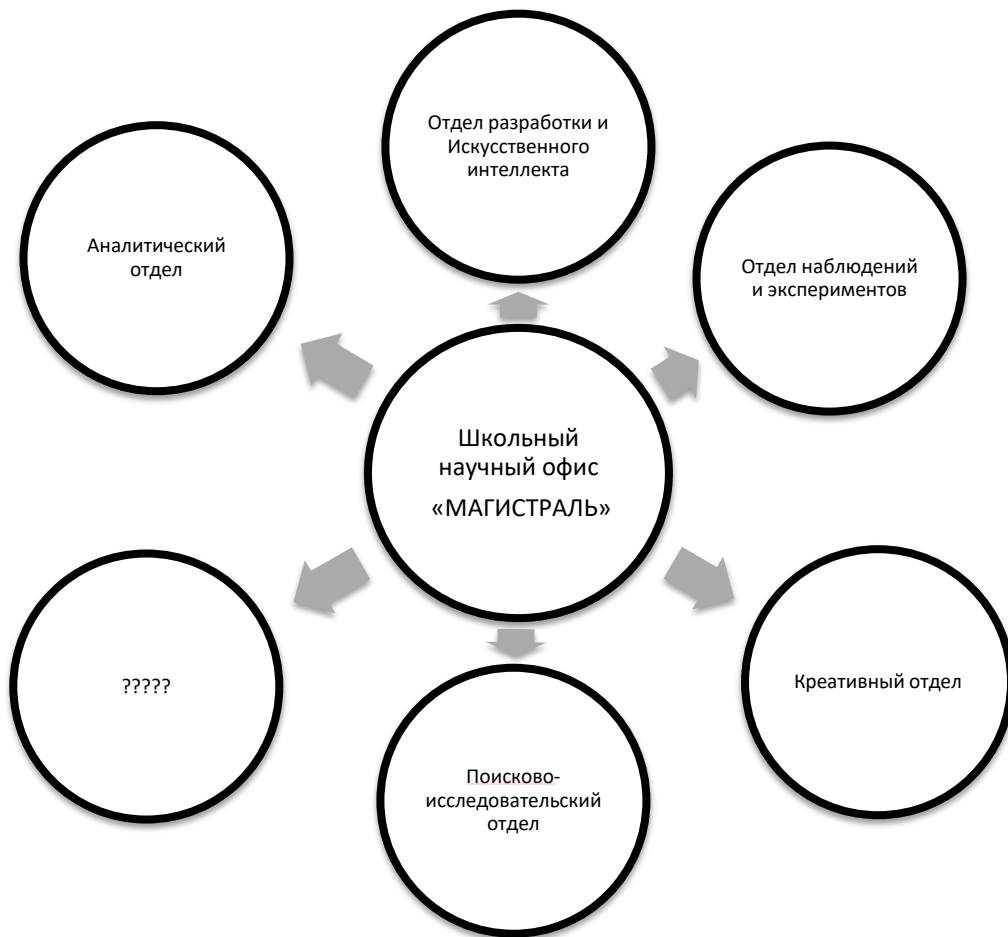 Отдел разработки и
Искусственного
интеллекта
Аналитический
отдел
Отдел наблюдений
и экспериментов
Школьный
научный офис
«МАГИСТРАЛЬ»
?????
Креативный отдел
Поисково-
исследовательский
отдел